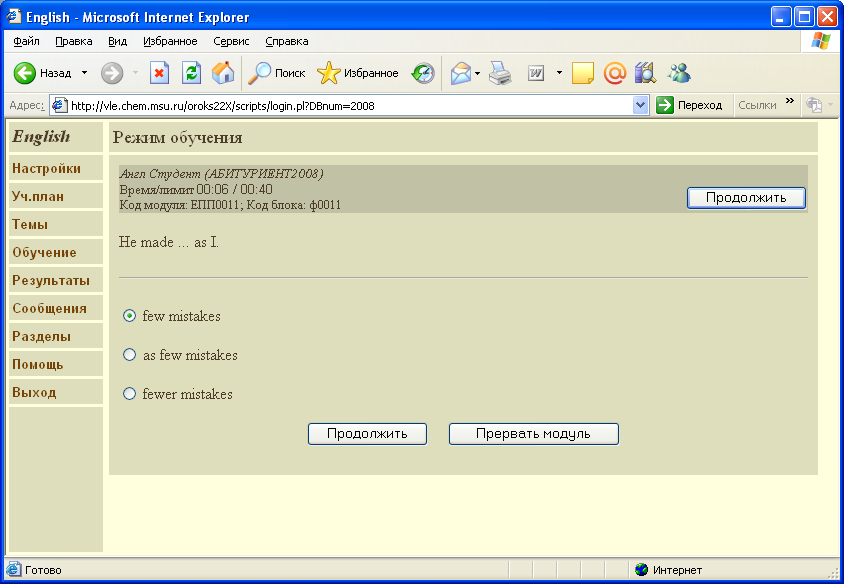 English - Microsoft Internet Explorer
Файл Правка Вид Избранное Сервис Справка
Назад Поиск Избранное
Адрес: http://vle.chem.msu.ru/oroks22X/scripts/login.pl?DBnum=2008 Переход Ссылки »
English
Режим обучения
Настройки
Уч.план
Темы
Обучение
Результаты
Сообщения
Разделы
Помощь
Выход
Англ Студент (АБИТУРИЕНТ2008)
Время/лимит 00:06 / 00:40
Код модуля: ЕПП0011; Код блока: ф0011
Продолжить
He made ... as I.
few mistakes
as few mistakes
fewer mistakes
Продолжить Прервать модуль
Готово Интернет